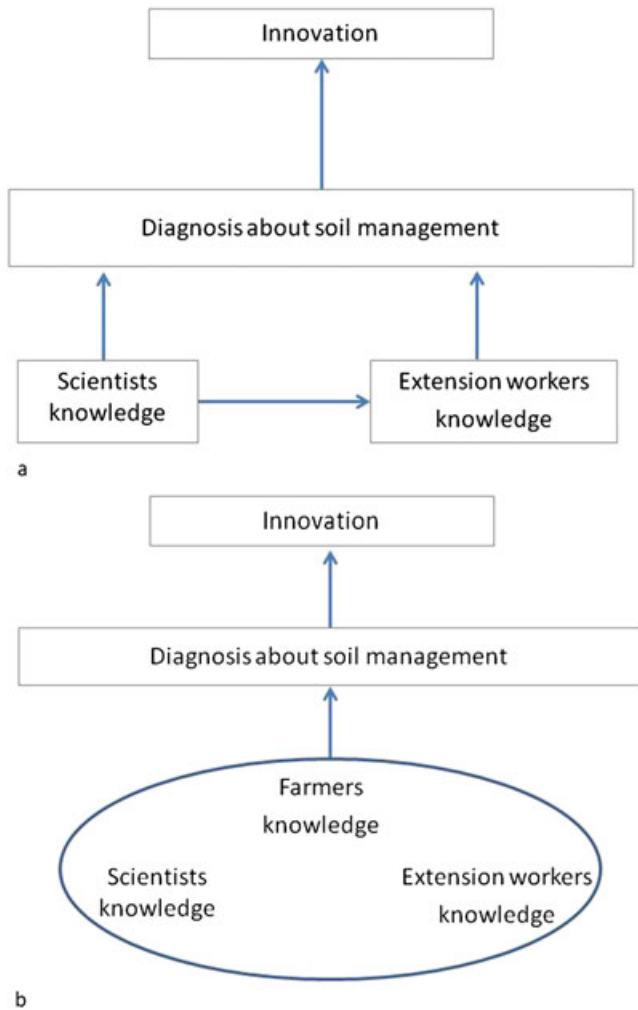 Innovation
Diagnosis about soil management
Scientists
knowledge
Extension workers
knowledge
a
Innovation
Diagnosis about soil management
Farmers
knowledge
Scientists
knowledge
Extension workers
knowledge
b